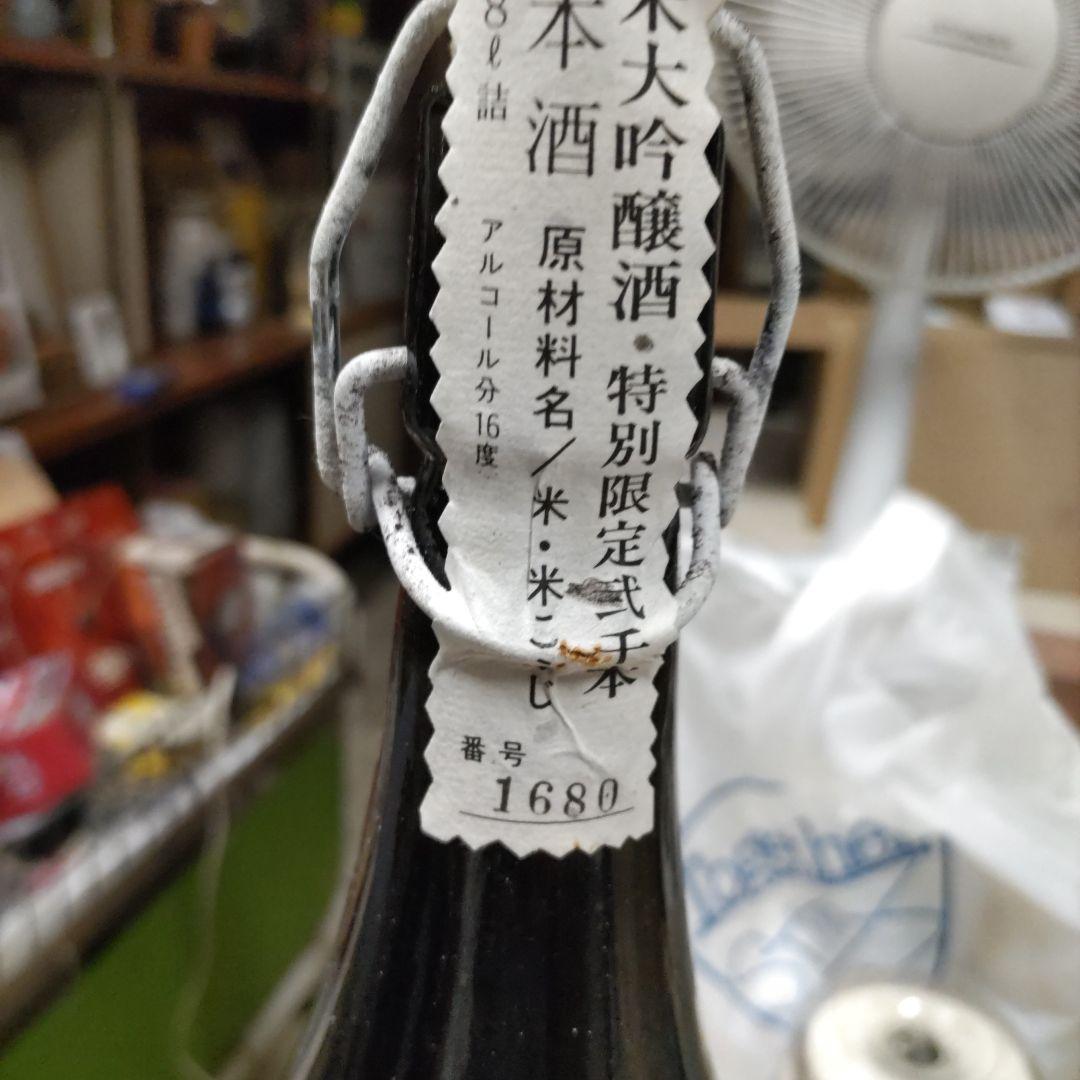 米大吟醸酒・特別限定弐千本
本酒
原材料名／米・米こうじ
8ℓ詰
アルコール分16度
番号
1680